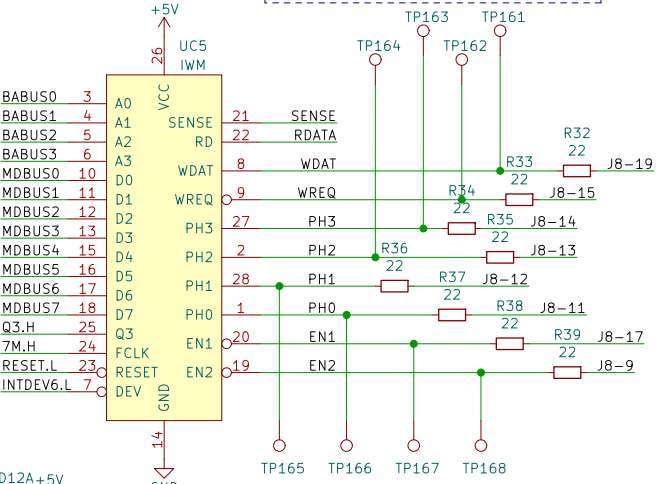 +5V
TP163
TP161
TP164
TP162
26
UC5
IWM
VCC
BABUS0 3 A0
BABUS1 4 A1
BABUS2 5 A2
BABUS3 6 A3
MDBUS0 10 D0
MDBUS1 11 D1
MDBUS2 12 D2
MDBUS3 13 D3
MDBUS4 15 D4
MDBUS5 16 D5
MDBUS6 17 D6
MDBUS7 18 D7
Q3.H 25 Q3
7M.H 24 FCLK
RESET.L 23 RESET
INTDEV6.L 7 DEV
SENSE 21 SENSE
RD 22 RDATA
WDAT 8 WDAT R32 22 J8-19
WREQ 9 WREQ R33 22 J8-15
PH3 27 PH3 R34 22 J8-14
PH2 2 PH2 R35 22 J8-13
PH1 28 PH1 R36 22 J8-12
PH0 1 PH0 R37 22 J8-11
EN1 20 EN1 R38 22 J8-17
EN2 19 EN2 R39 22 J8-9
GND
14
TP165
TP166
TP167
TP168
D12A
+5V
GND